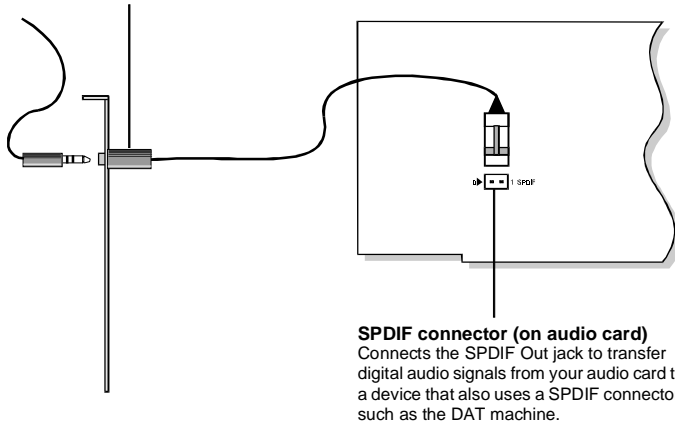 0 1 SPDIF
SPDIF connector (on audio card)
Connects the SPDIF Out jack to transfer
digital audio signals from your audio card t
a device that also uses a SPDIF connecto
such as the DAT machine.